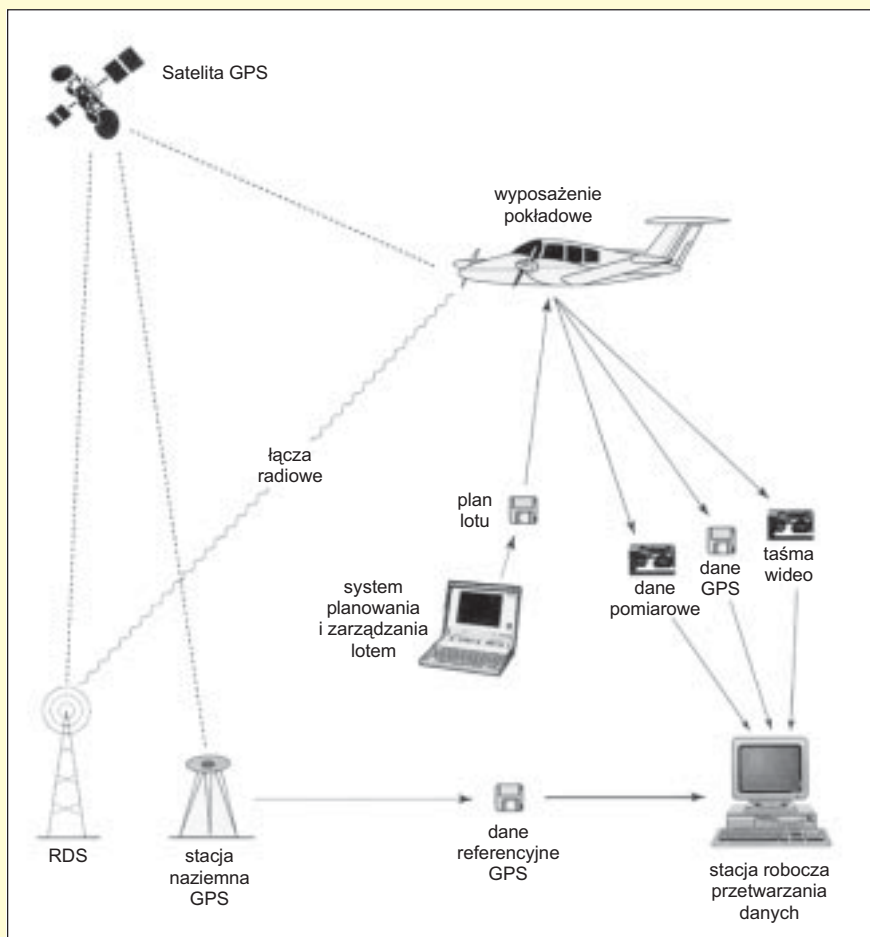 Satelita GPS
wyposażenie
pokładowe
łącza
radiowe
plan
lotu
system
planowania
i zarządzania
lotem
dane
pomiarowe
dane
GPS
taśma
wideo
RDS
stacja
naziemna
GPS
dane
referencyjne
GPS
stacja robocza
przetwarzania
danych